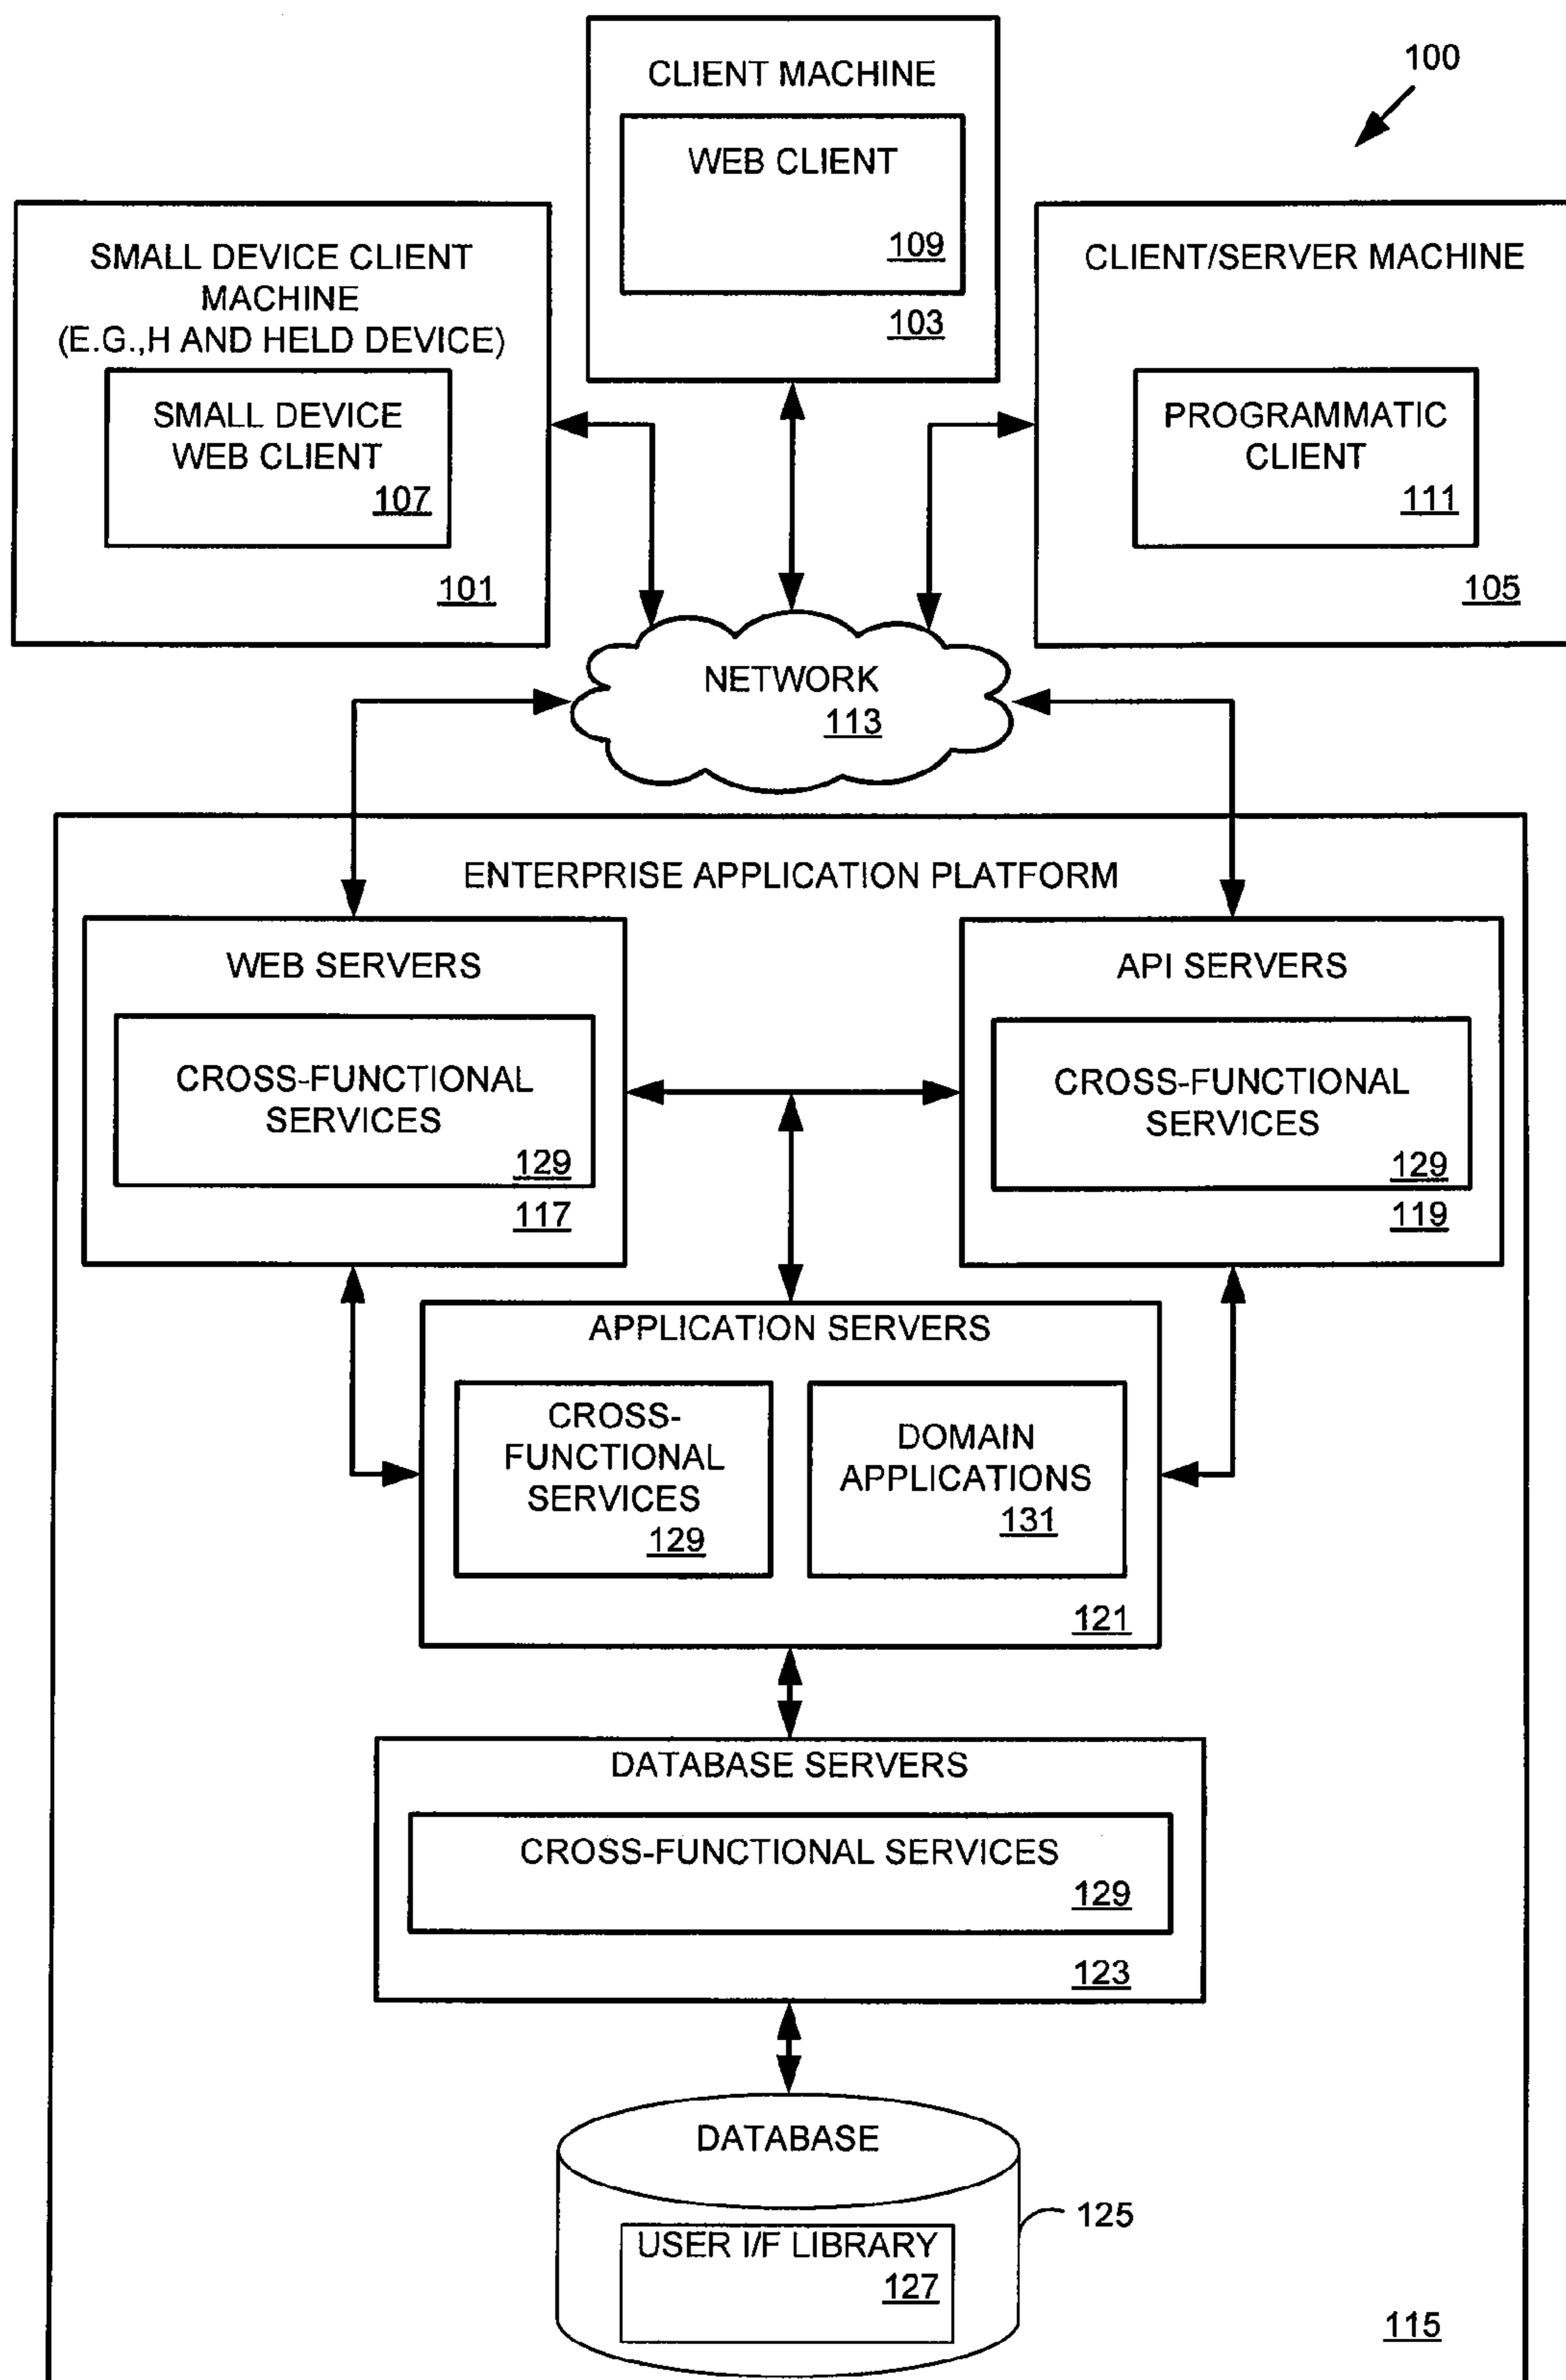 100
CLIENT MACHINE
WEB CLIENT
109
103
SMALL DEVICE CLIENT
MACHINE
(E.G.,H AND HELD DEVICE)
SMALL DEVICE
WEB CLIENT
107
101
CLIENT/SERVER MACHINE
PROGRAMMATIC
CLIENT
111
105
NETWORK
113
ENTERPRISE APPLICATION PLATFORM
WEB SERVERS
CROSS-FUNCTIONAL
SERVICES
129
117
API SERVERS
CROSS-FUNCTIONAL
SERVICES
129
119
APPLICATION SERVERS
CROSS-
FUNCTIONAL
SERVICES
129
DOMAIN
APPLICATIONS
131
121
DATABASE SERVERS
CROSS-FUNCTIONAL SERVICES
129
123
DATABASE
125
USER I/F LIBRARY
127
115